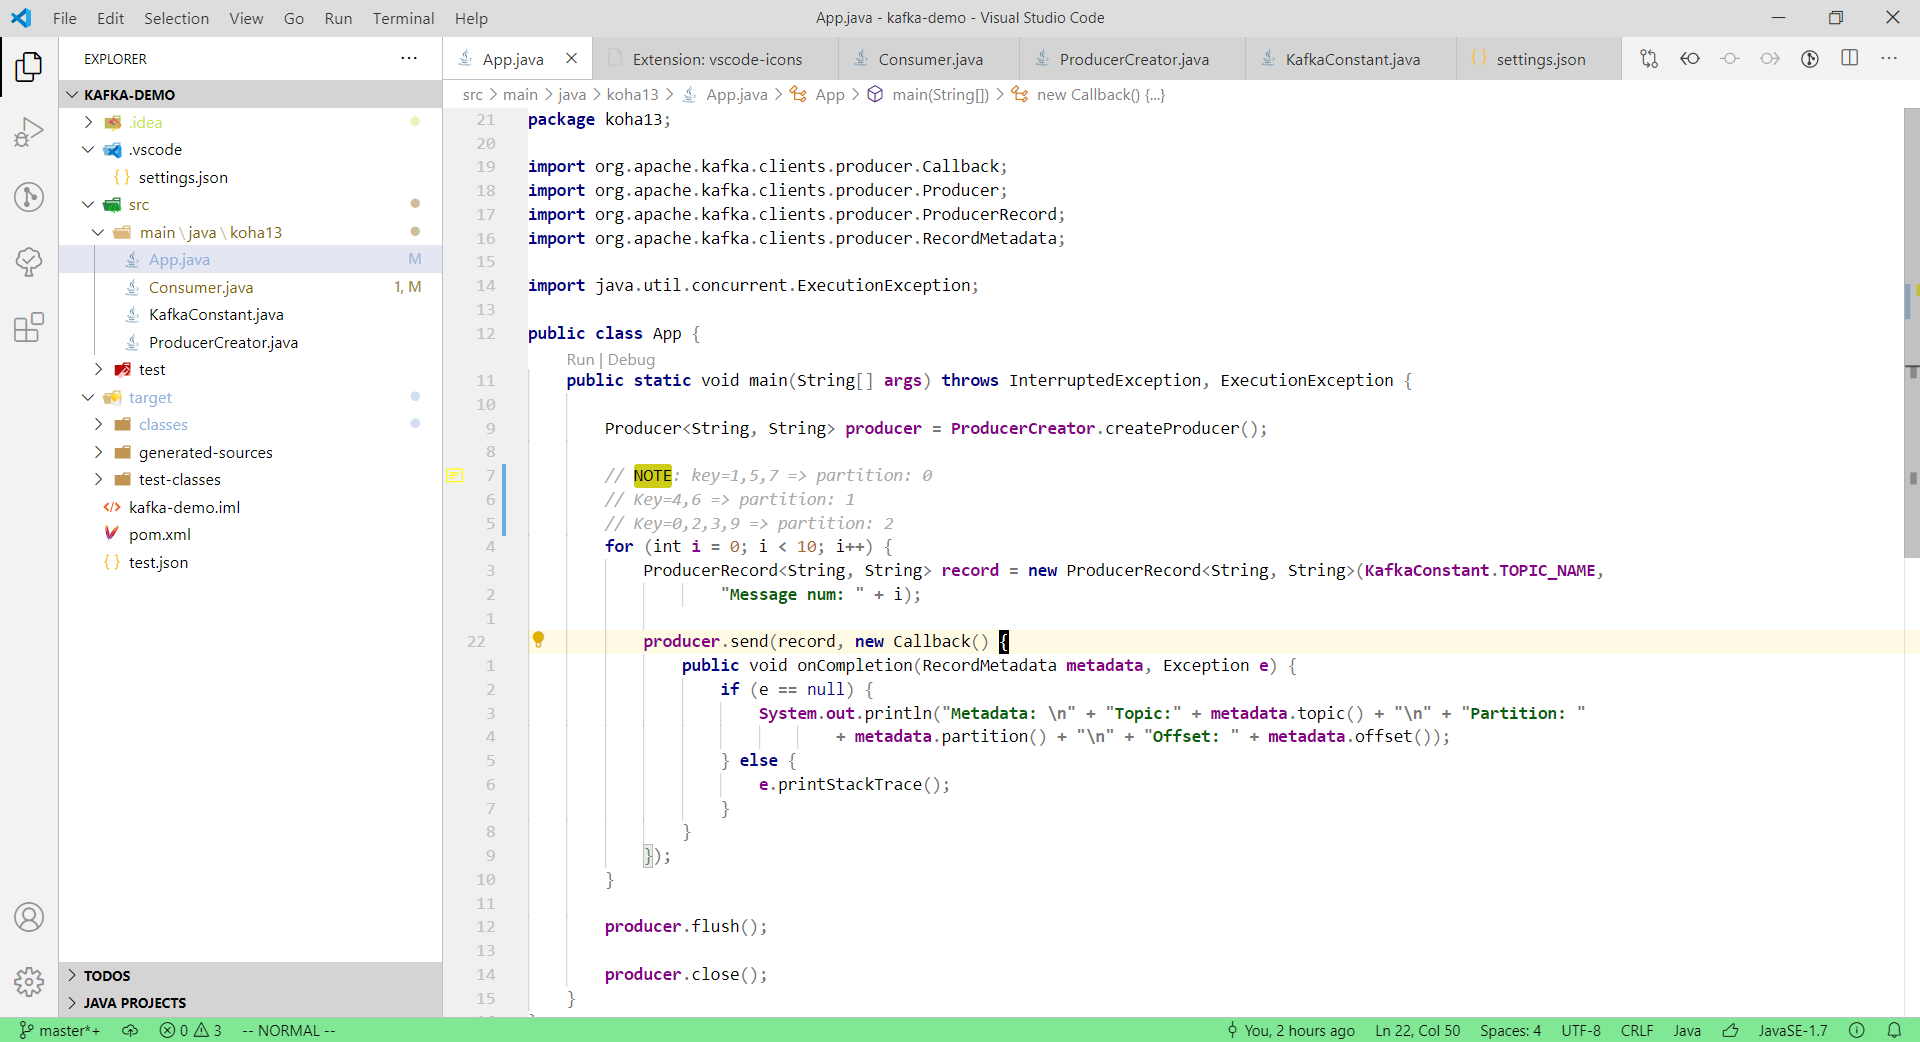 File Edit Selection View Go Run Terminal Help
App.java - kafka-demo - Visual Studio Code
EXPLORER
KAFKA-DEMO
.idea
.vscode
{ } settings.json
src
main \ java \ koha13
App.java M
Consumer.java 1, M
KafkaConstant.java
ProducerCreator.java
test
target
classes
generated-sources
test-classes
kafka-demo.iml
pom.xml
{ } test.json
TODOS
JAVA PROJECTS
App.java Extension: vscode-icons Consumer.java ProducerCreator.java KafkaConstant.java { } settings.json
src > main > java > koha13 > App.java > App > main(String[]) > new Callback() {...}
21 package koha13;
20
19 import org.apache.kafka.clients.producer.Callback;
18 import org.apache.kafka.clients.producer.Producer;
17 import org.apache.kafka.clients.producer.ProducerRecord;
16 import org.apache.kafka.clients.producer.RecordMetadata;
15
14 import java.util.concurrent.ExecutionException;
13
12 public class App {
Run | Debug
11 public static void main(String[] args) throws InterruptedException, ExecutionException {
10
9 Producer<String, String> producer = ProducerCreator.createProducer();
8
7 // NOTE: key=1,5,7 => partition: 0
6 // Key=4,6 => partition: 1
5 // Key=0,2,3,9 => partition: 2
4 for (int i = 0; i < 10; i++) {
3 ProducerRecord<String, String> record = new ProducerRecord<String, String>(KafkaConstant.TOPIC_NAME,
2 "Message num: " + i);
1
22 producer.send(record, new Callback() {
1 public void onCompletion(RecordMetadata metadata, Exception e) {
2 if (e == null) {
3 System.out.println("Metadata: \n" + "Topic:" + metadata.topic() + "\n" + "Partition: "
4 + metadata.partition() + "\n" + "Offset: " + metadata.offset());
5 } else {
6 e.printStackTrace();
7 }
8 }
9 });
10 }
11
12 producer.flush();
13
14 producer.close();
15 }
master*+ 0 3 -- NORMAL -- You, 2 hours ago Ln 22, Col 50 Spaces: 4 UTF-8 CRLF Java JavaSE-1.7